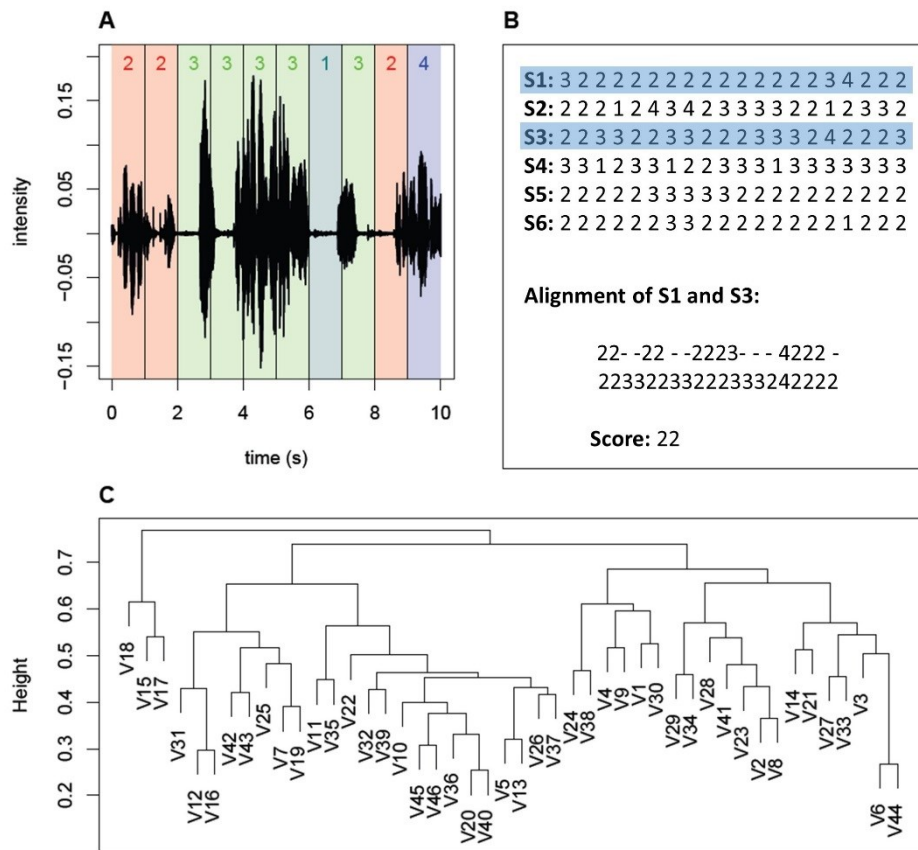 A
2 2 3 3 3 3 1 3 2 4
intensity
0.15
0.05
−0.05
−0.15
0 2 4 6 8 10
time (s)
B
S1: 3 2 2 2 2 2 2 2 2 2 2 2 2 2 2 3 4 2 2 2
S2: 2 2 2 1 2 4 3 4 2 3 3 3 3 2 2 1 2 3 3 2
S3: 2 2 3 3 2 2 3 3 2 2 2 3 3 3 2 4 2 2 2 3
S4: 3 3 1 2 3 3 1 2 2 3 3 3 1 3 3 3 3 3 3 3
S5: 2 2 2 2 2 3 3 3 3 3 2 2 2 2 2 2 2 2 2 2
S6: 2 2 2 2 2 2 3 3 2 2 2 2 2 2 2 2 1 2 2 2
Alignment of S1 and S3:
22- -22 - -2223- - - 4222 -
22332233222333242222
Score: 22
C
Height
0.7
0.6
0.5
0.4
0.3
0.2
V18
V15
V17
V31
V12
V16
V42
V43
V25
V7
V19
V11
V35
V22
V32
V39
V10
V45
V46
V36
V20
V40
V5
V13
V26
V37
V24
V38
V4
V9
V1
V30
V29
V34
V28
V41
V23
V2
V8
V14
V21
V27
V33
V3
V6
V44